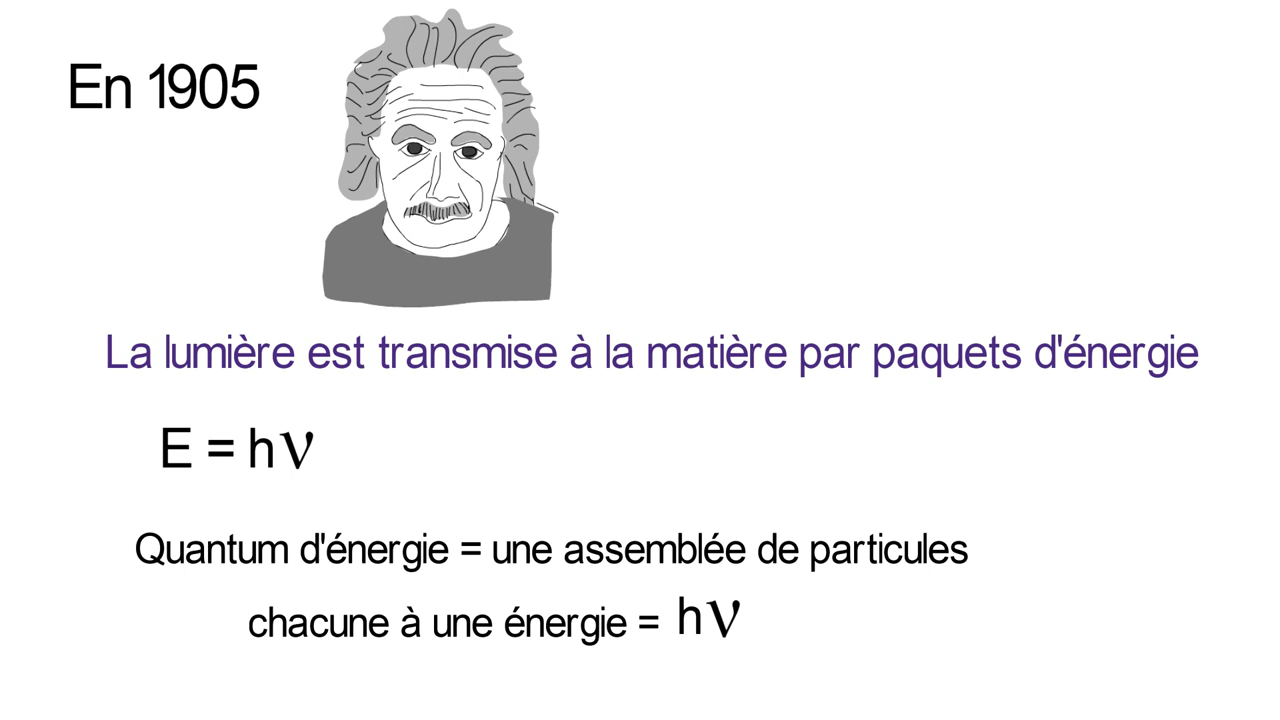 En 1905
La lumière est transmise à la matière par paquets d'énergie
E = hν
Quantum d'énergie = une assemblée de particules
chacune à une énergie = hν